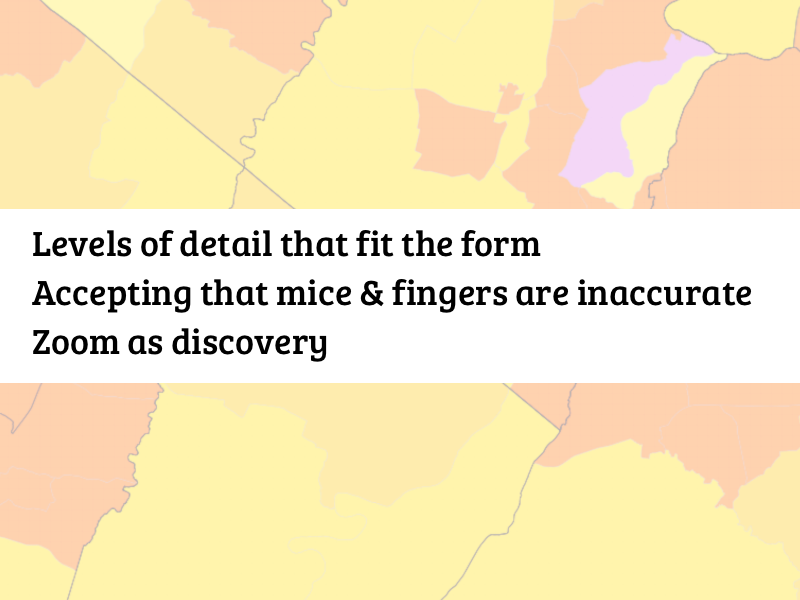 Levels of detail that fit the form
Accepting that mice & fingers are inaccurate
Zoom as discovery